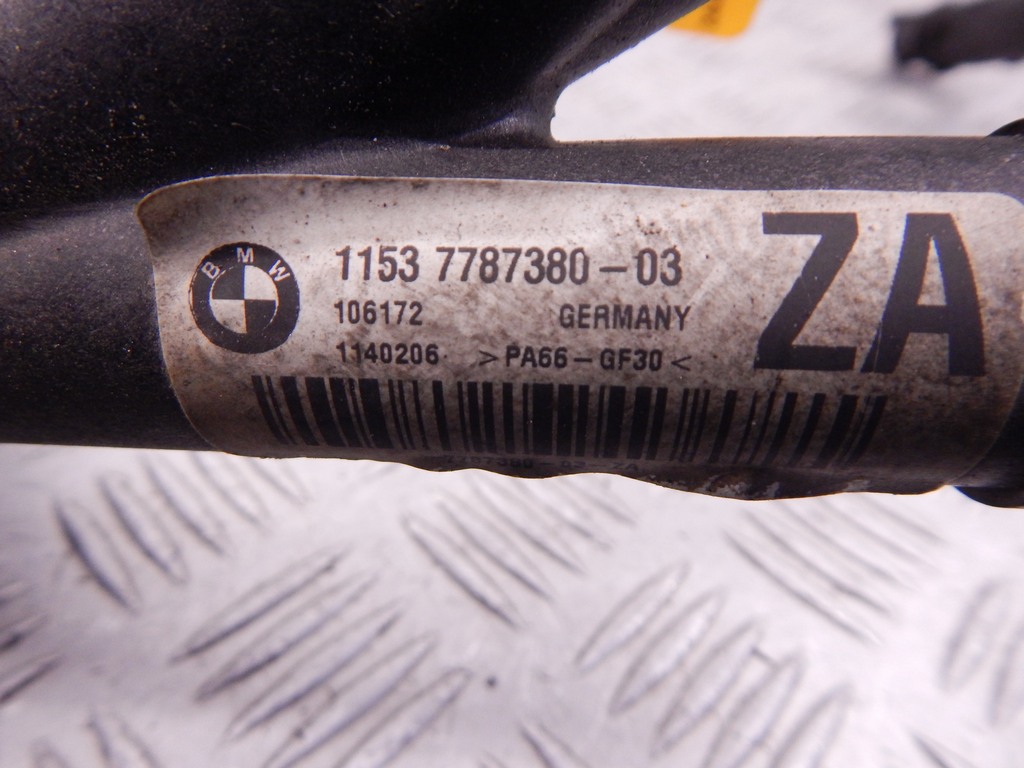 BMW
1153 7787380-03
106172 GERMANY
1140206 >PA66-GF30<
ZA